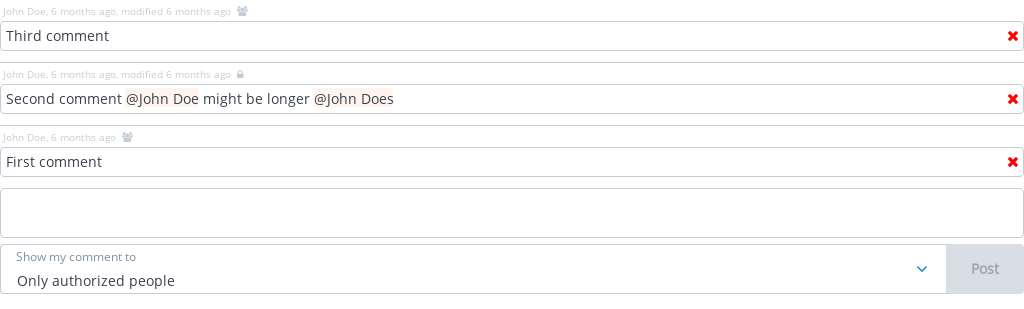 John Doe, 6 months ago, modified 6 months ago
Third comment
John Doe, 6 months ago, modified 6 months ago
Second comment @John Doe might be longer @John Does
John Doe, 6 months ago
First comment
Show my comment to
Only authorized people
Post